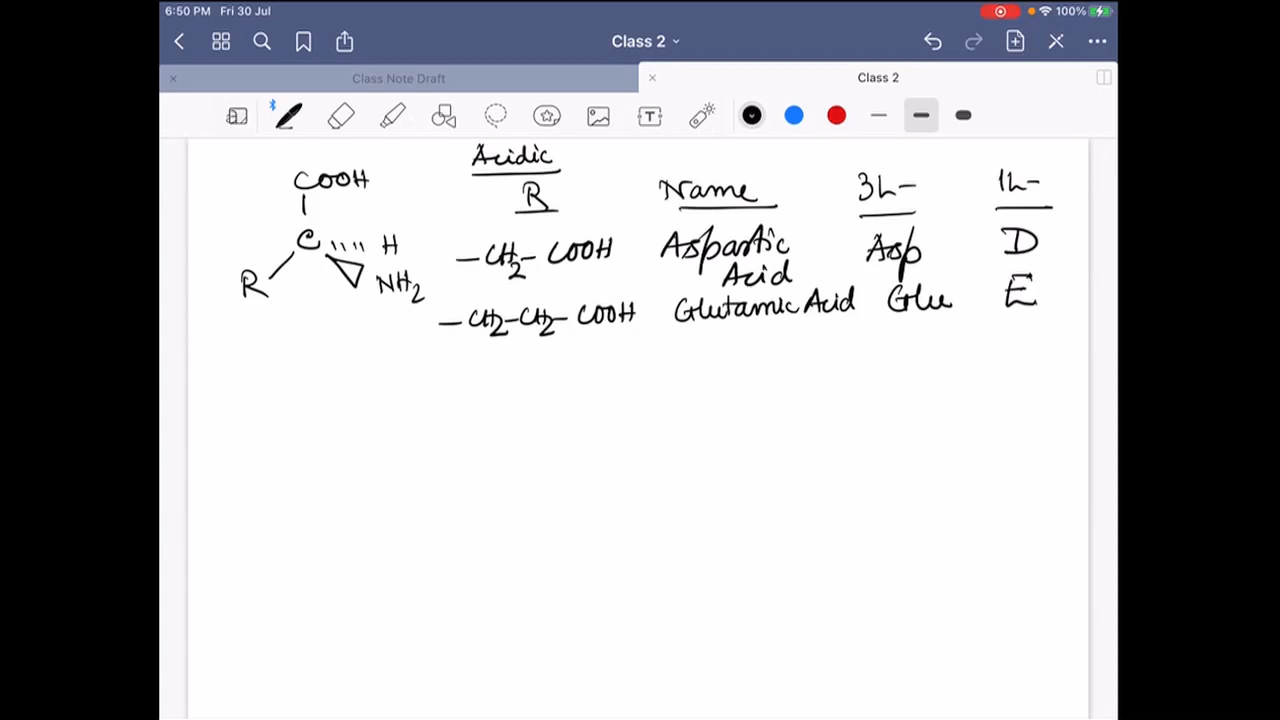 6:50 PM Fri 30 Jul 100%
Class 2
Class Note Draft
Class 2
T
Acidic
COOH R Name 3L- 1L-
C H -CH2-COOH Aspartic Acid Asp D
R NH2
-CH2-CH2-COOH Glutamic Acid Glu E